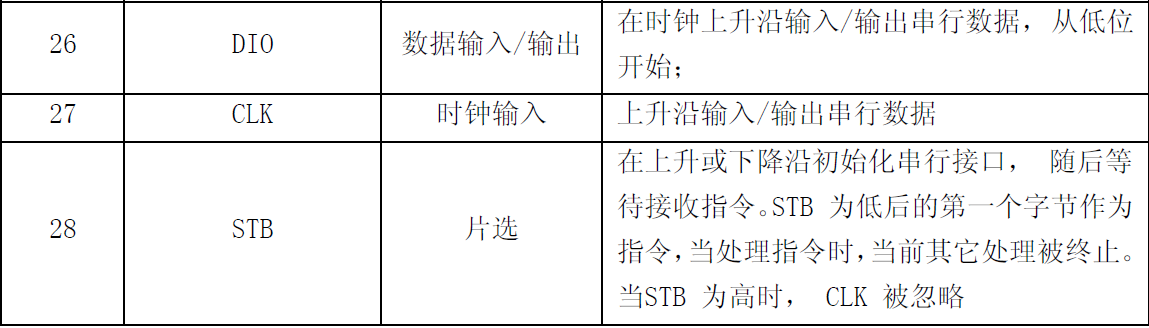 26 DIO 数据输入/输出 在时钟上升沿输入/输出串行数据，从低位
开始；
27 CLK 时钟输入 上升沿输入/输出串行数据
28 STB 片选 在上升或下降沿初始化串行接口， 随后等
待接收指令。STB 为低后的第一个字节作为
指令，当处理指令时，当前其它处理被终止。
当STB 为高时， CLK 被忽略